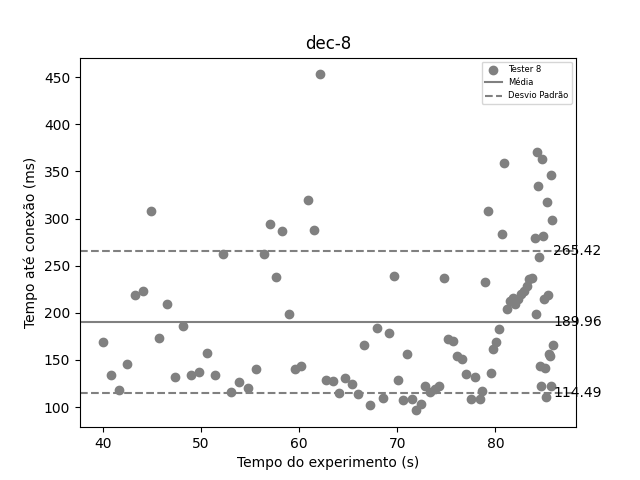 dec-8
Tester 8
Média
Desvio Padrão
450
400
350
300
250
200
150
100
265.42
189.96
114.49
40
50
60
70
80
Tempo até conexão (ms)
Tempo do experimento (s)